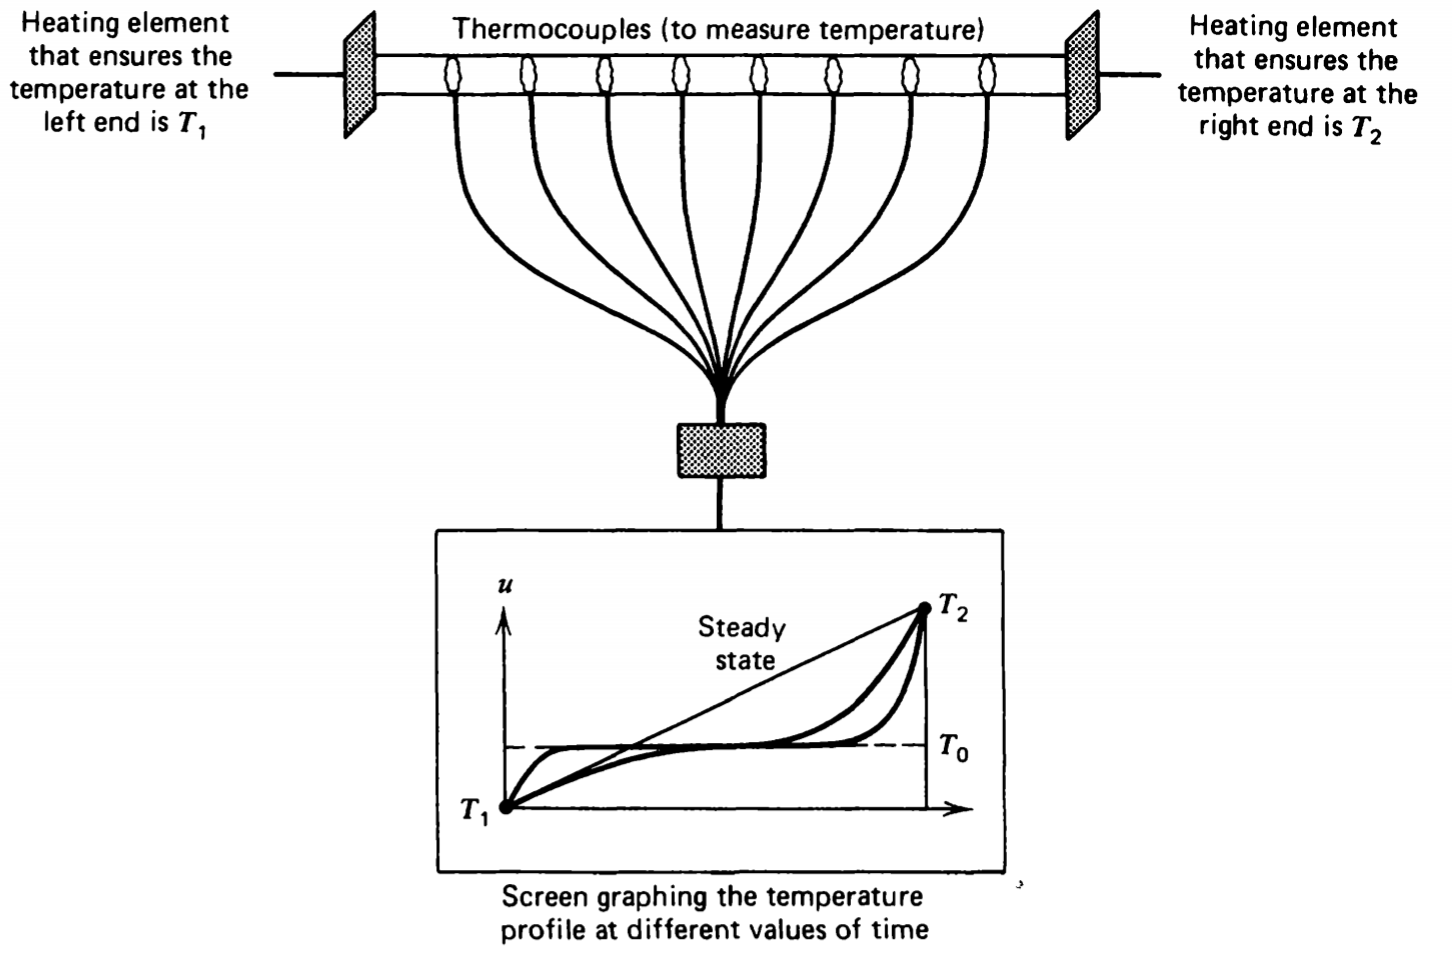 Heating element
that ensures the
temperature at the
left end is T₁
Thermocouples (to measure temperature)
Heating element
that ensures the
temperature at the
right end is T₂
u
Steady
state
T₂
T₀
T₁
Screen graphing the temperature
profile at different values of time